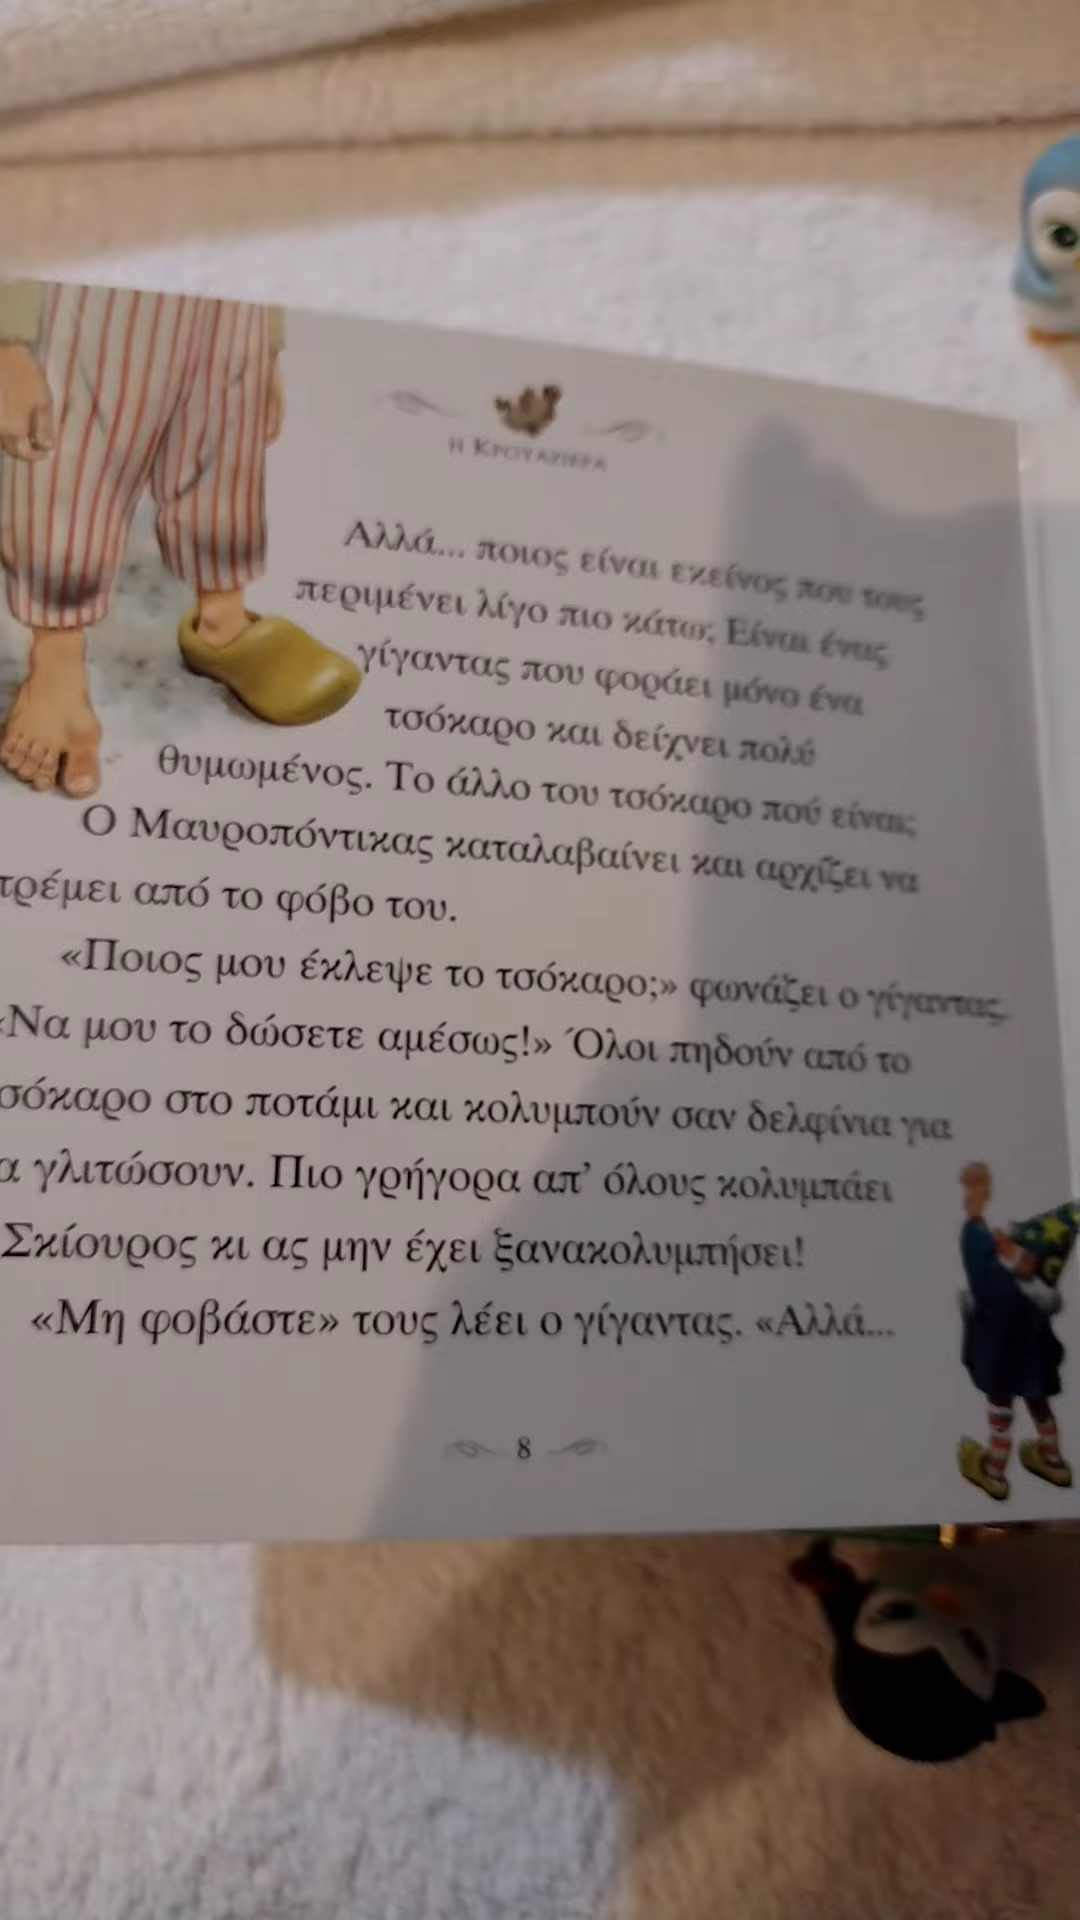 Η ΚΡΟΥΑΖΙΕΡΑ
Αλλά... ποιος είναι εκείνος που τους
περιμένει λίγο πιο κάτω; Είναι ένας
γίγαντας που φοράει μόνο ένα
τσόκαρο και δείχνει πολύ
θυμωμένος. Το άλλο του τσόκαρο πού είναι;
Ο Μαυροπόντικας καταλαβαίνει και αρχίζει να
τρέμει από το φόβο του.
«Ποιος μου έκλεψε το τσόκαρο;» φωνάζει ο γίγαντας.
«Να μου το δώσετε αμέσως!» Όλοι πηδούν από το
σόκαρο στο ποτάμι και κολυμπούν σαν δελφίνια για
α γλιτώσουν. Πιο γρήγορα απ’ όλους κολυμπάει
Σκίουρος κι ας μην έχει ξανακολυμπήσει!
«Μη φοβάστε» τους λέει ο γίγαντας. «Αλλά...
8